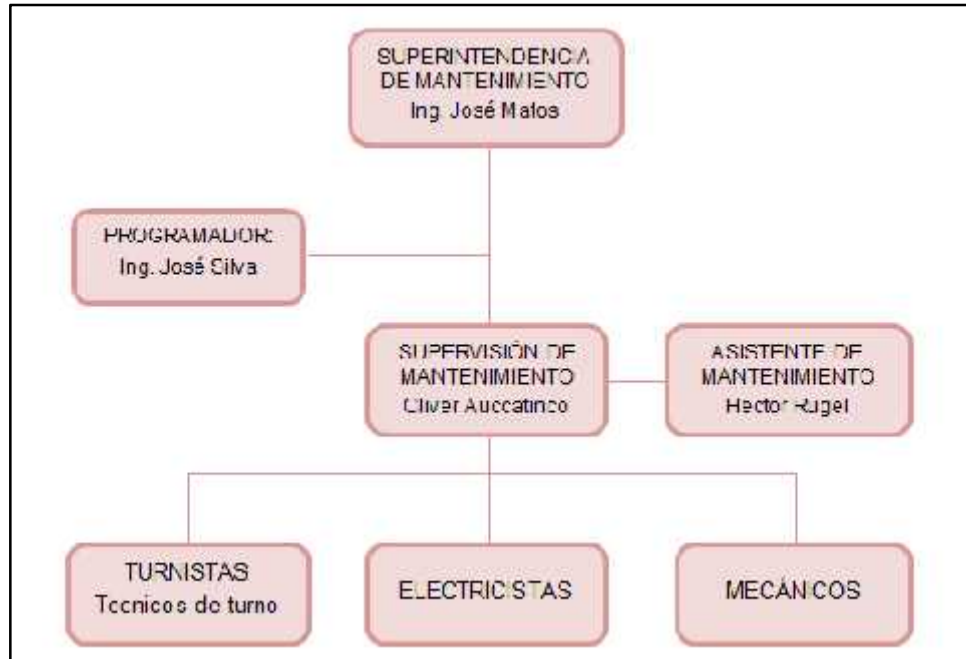 SUPERINTENDENCIA
DE MANTENIMIENTO
Ing. José Matos
PROGRAMADOR:
Ing. José Silva
SUPERVISIÓN DE
MANTENIMIENTO
Oliver Auccatinco
ASISTENTE DE
MANTENIMIENTO
Hector Rugel
TURNISTAS
Tecnicos de turno
ELECTRICISTAS
MECÁNICOS